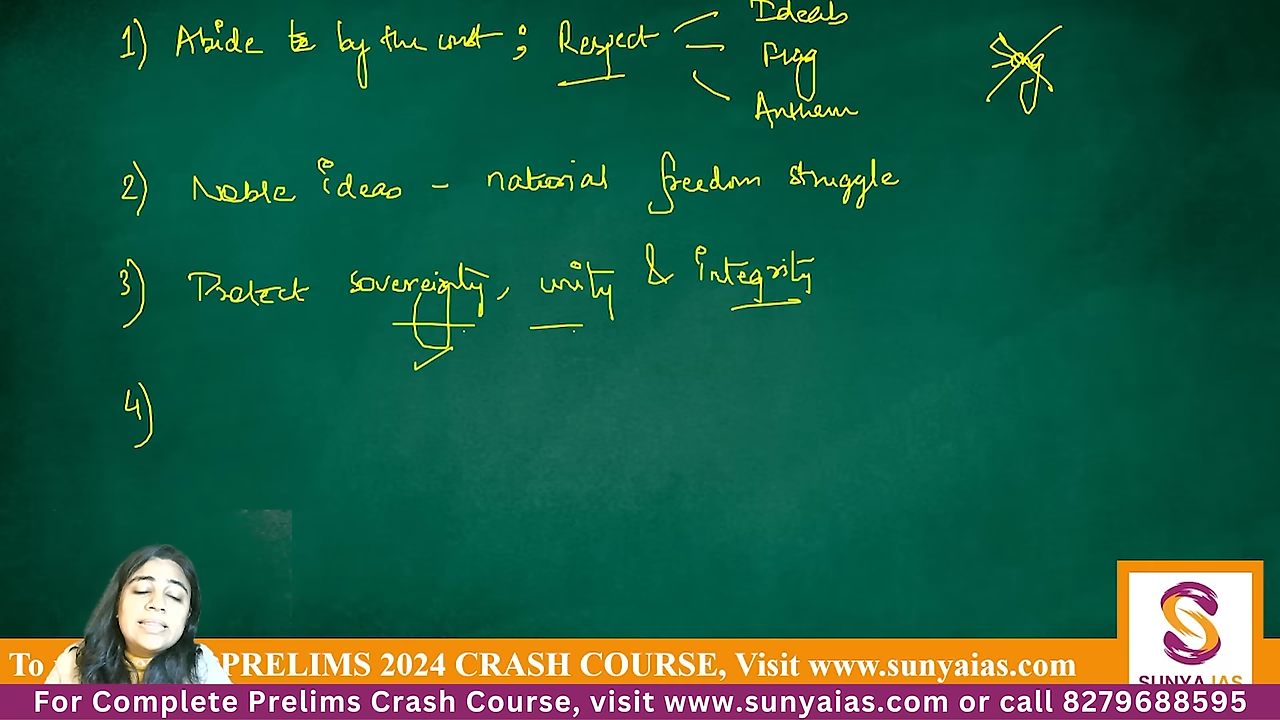 Ideals
1) Abide by the const ; Respect
Flag
Song
Anthem
2) Noble ideas - national freedom struggle
3) Protect sovereignty, unity & integrity
4)
To PRELIMS 2024 CRASH COURSE, Visit www.sunyaias.com
SUNYA IAS
For Complete Prelims Crash Course, visit www.sunyaias.com or call 8279688595